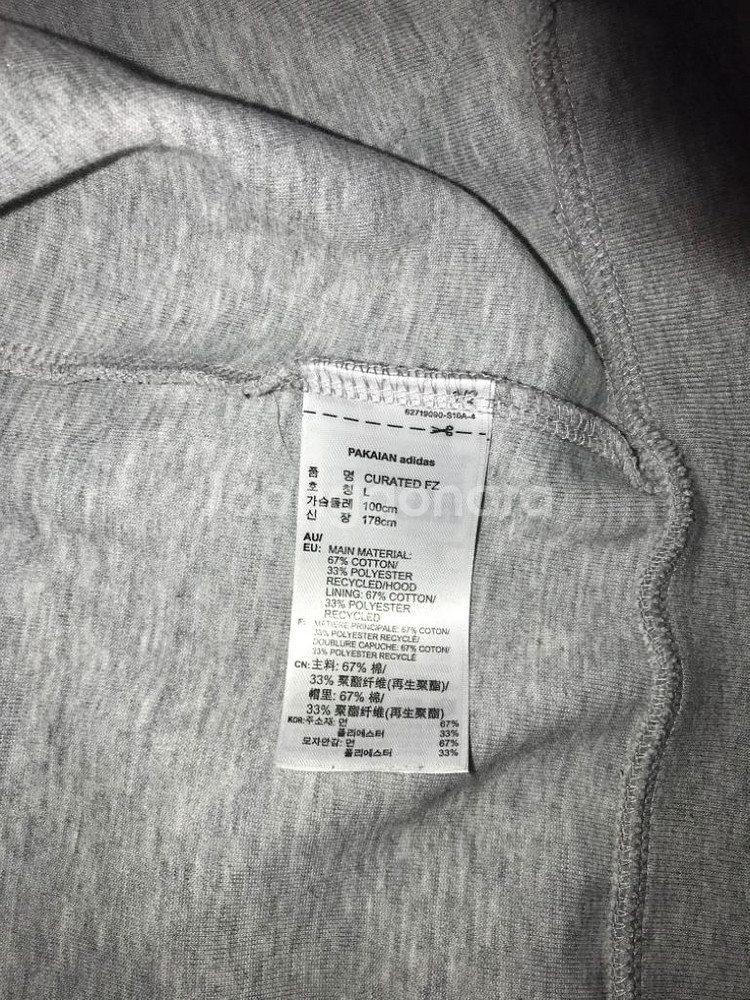 62719090-S10A-4
PAKAIAN adidas
품 명 CURATED FZ
호 칭 L
가슴둘레 100cm
신 장 178cm
AU/
EU: MAIN MATERIAL:
67% COTTON/
33% POLYESTER
RECYCLED/HOOD
LINING: 67% COTTON/
33% POLYESTER
RECYCLED
MATIÈRE PRINCIPALE: 67% COTON/
33% POLYESTER RECYCLÉ/
DOUBLURE CAPUCHE: 67% COTON/
33% POLYESTER RECYCLÉ
CN: 主料: 67% 棉/
33% 聚酯纤维(再生聚酯)/
帽里: 67% 棉/
33% 聚酯纤维(再生聚酯)
KOR: 주소재: 면 67%
폴리에스터 33%
모자안감: 면 67%
폴리에스터 33%